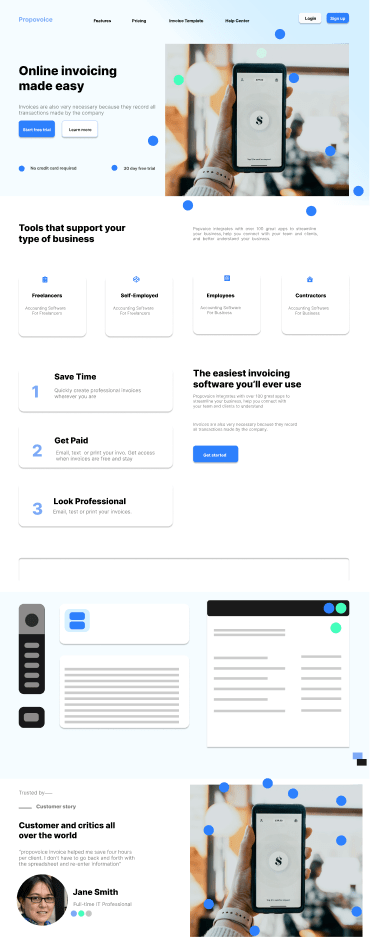 Propovoice
Features
Pricing
Invoice Template
Help Center
Login
Sign up
Online invoicing
made easy
Invoices are also very necessary because they record all
transactions made by the company
Start free trial
Learn more
No credit card required
30 day free trial
S
Tools that support your
type of business
Popvoice integrates with over 100 great apps to streamline
your business, help you connect with your team and clients,
and better understand your business
Freelancers
Accounting Software
For Freelancers
Self-Employed
Accounting Software
For Freelancers
Employees
Accounting Software
For Business
Contractors
Accounting Software
For Business
1
Save Time
Quickly create professional invoices
wherever you are
2
Get Paid
Email, text or print your invo. Get access
when invoices are free and stay
3
Look Professional
Email, text or print your invoices.
The easiest invoicing
software you'll ever use
Propovoice integrates with over 100 great apps to
streamline your business, help you connect with
your team and clients to understand
Invoices are also very necessary because they record
all transactions made by the company.
Get started
Trusted by
Customer story
Customer and critics all
over the world
"propovoice invoice helped me save four hours
per client. I don't have to go back and forth with
the spreadsheet and re-enter information"
Jane Smith
Full-time IT Professional
S